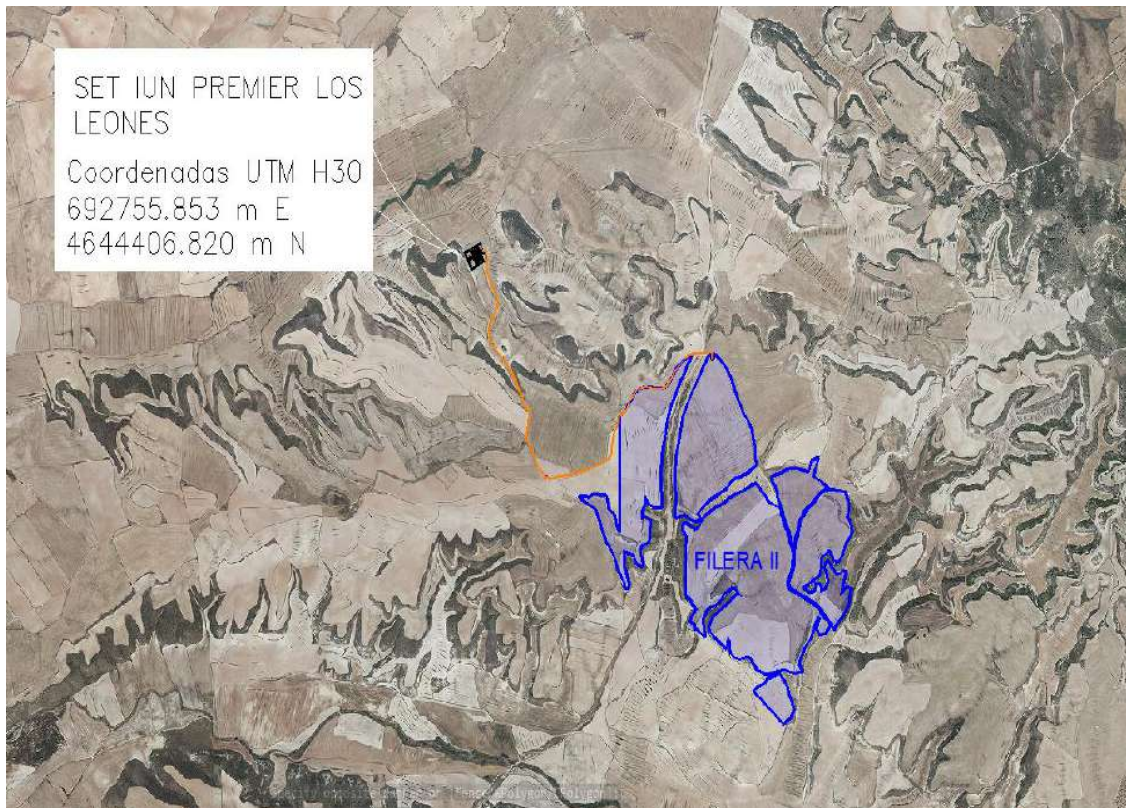 SET IUN PREMIER LOS
LEONES
Coordenadas UTM H30
692755.853 m E
4644406.820 m N
FILERA II